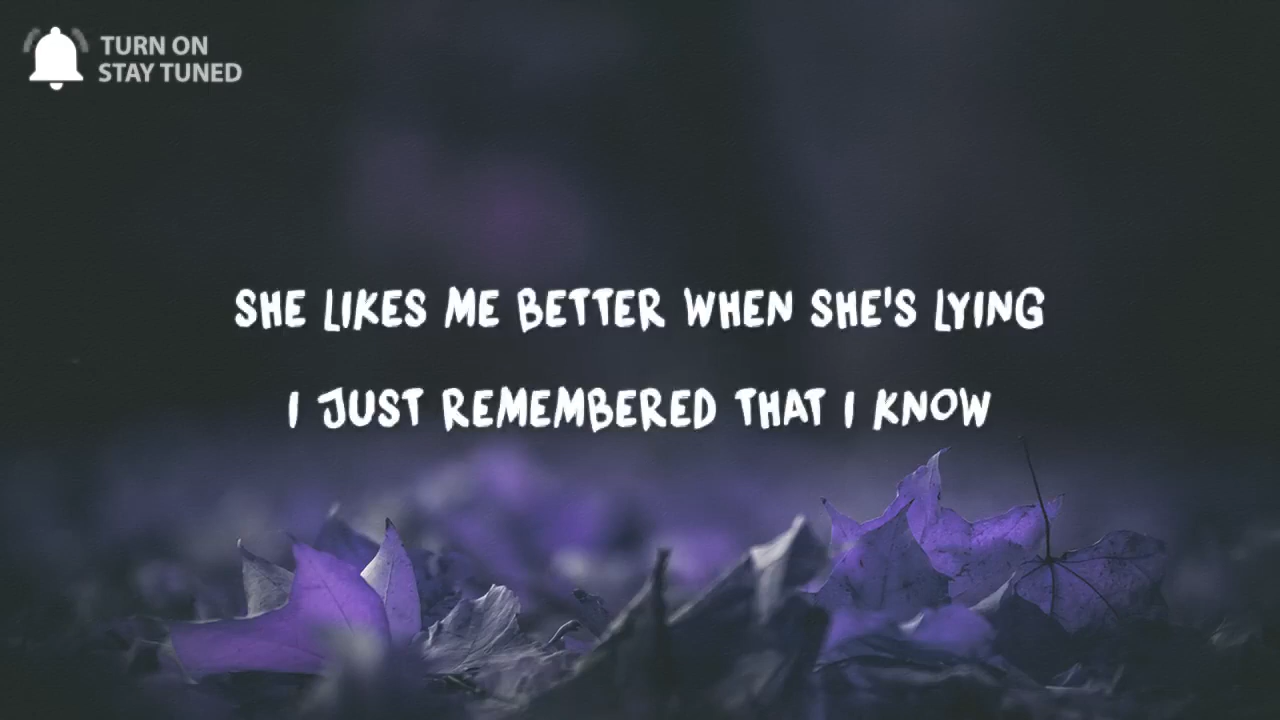 TURN ON
STAY TUNED
SHE LIKES ME BETTER WHEN SHE'S LYING
I JUST REMEMBERED THAT I KNOW